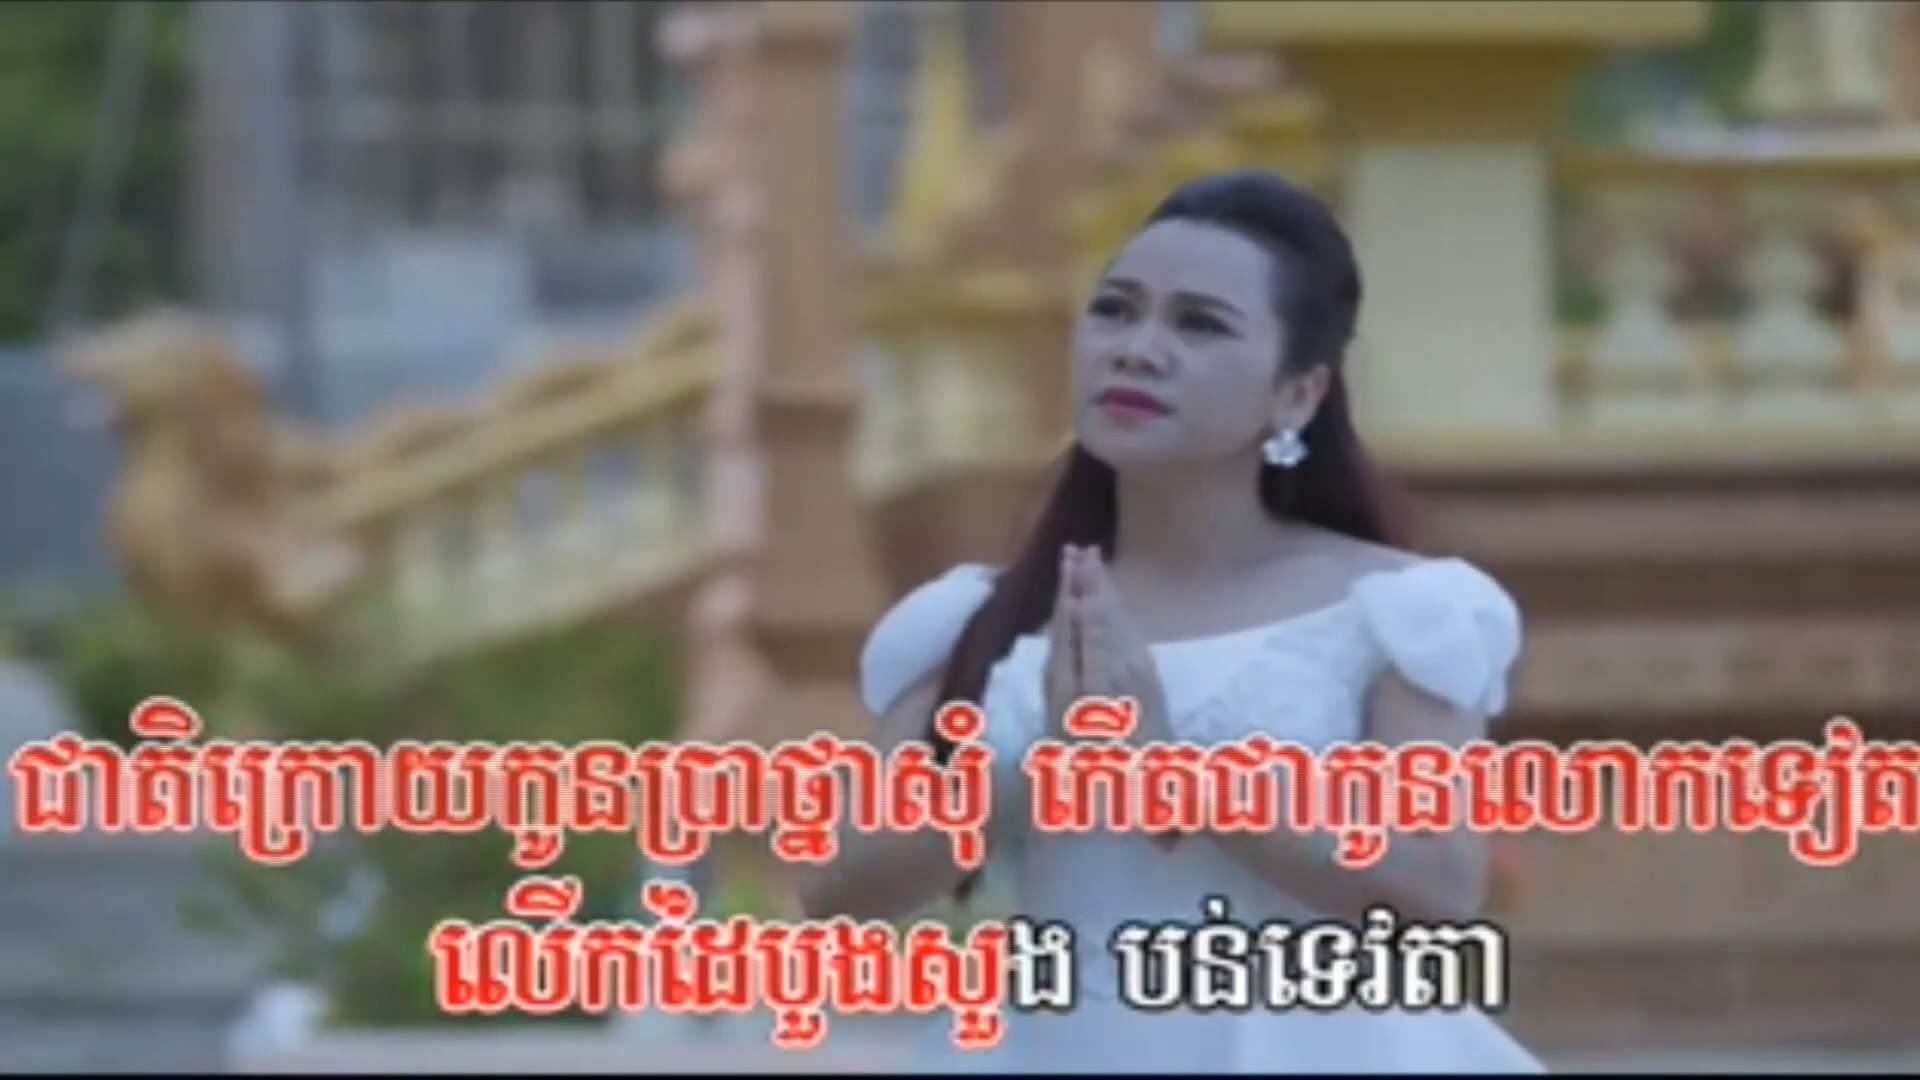 ជាតិក្រោយកូនប្រាថ្នាសុំ កើតជាកូនលោកទៀត
លើកដៃបួងសួង បន់ទេវតា